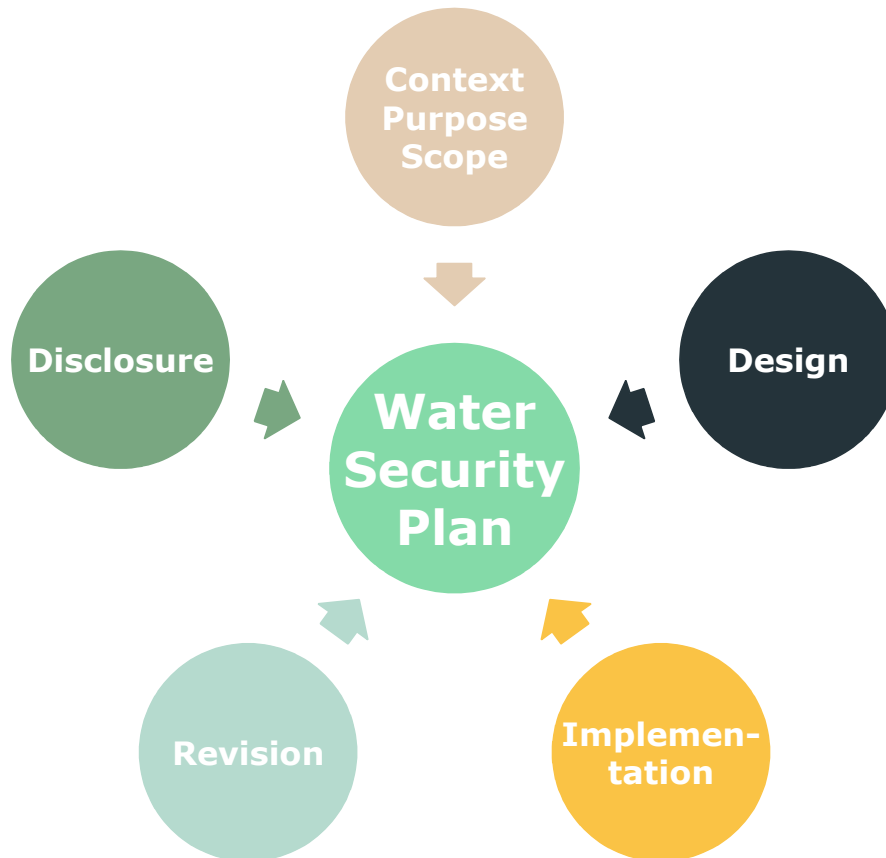 Context
Purpose
Scope
Disclosure
Design
Water
Security
Plan
Revision
Implemen-
tation